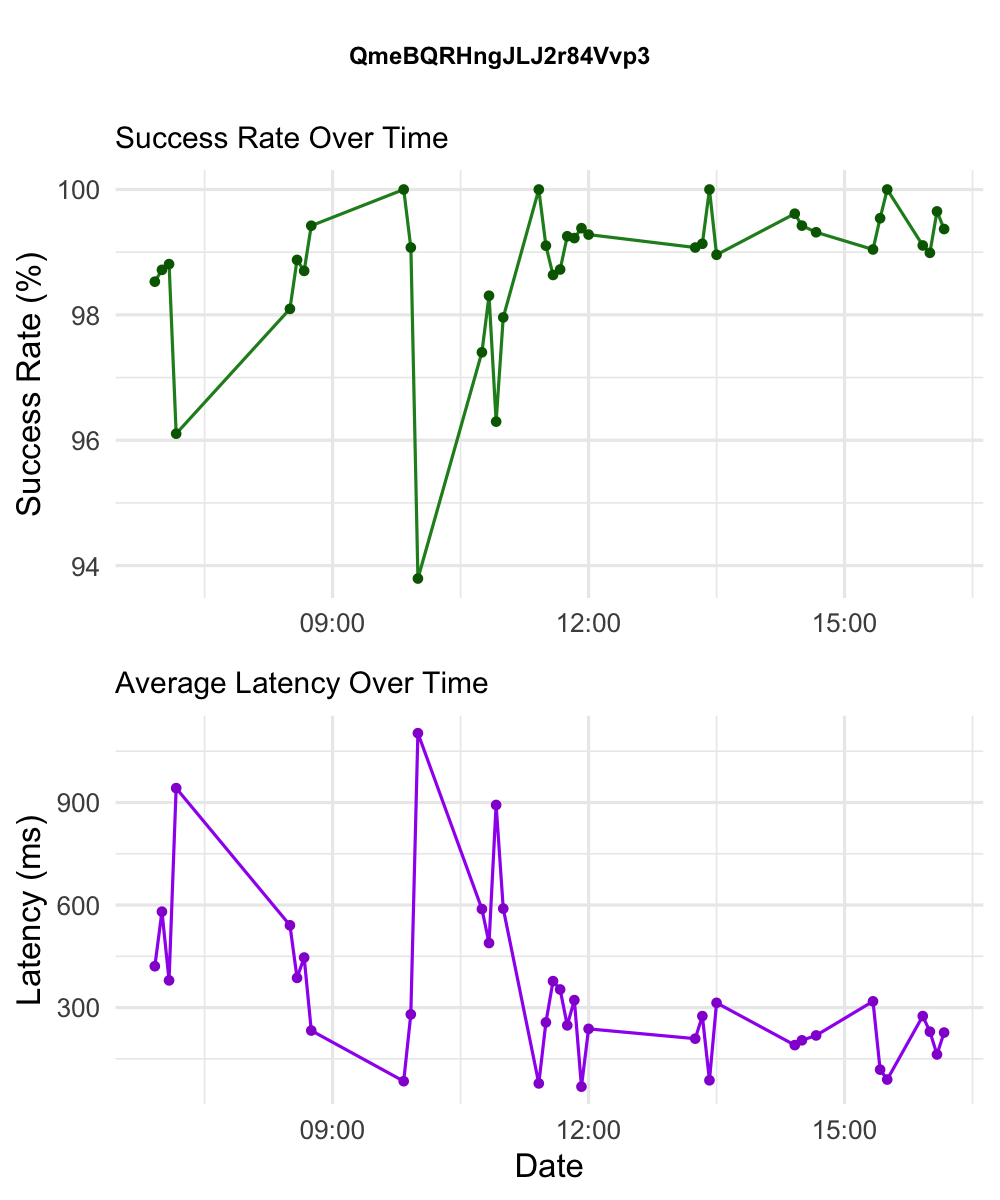 QmeBQRHngJLJ2r84Vvp3
Success Rate Over Time
100
98
96
94
Success Rate (%)
09:00 12:00 15:00
Average Latency Over Time
900
600
300
Latency (ms)
09:00 12:00 15:00
Date